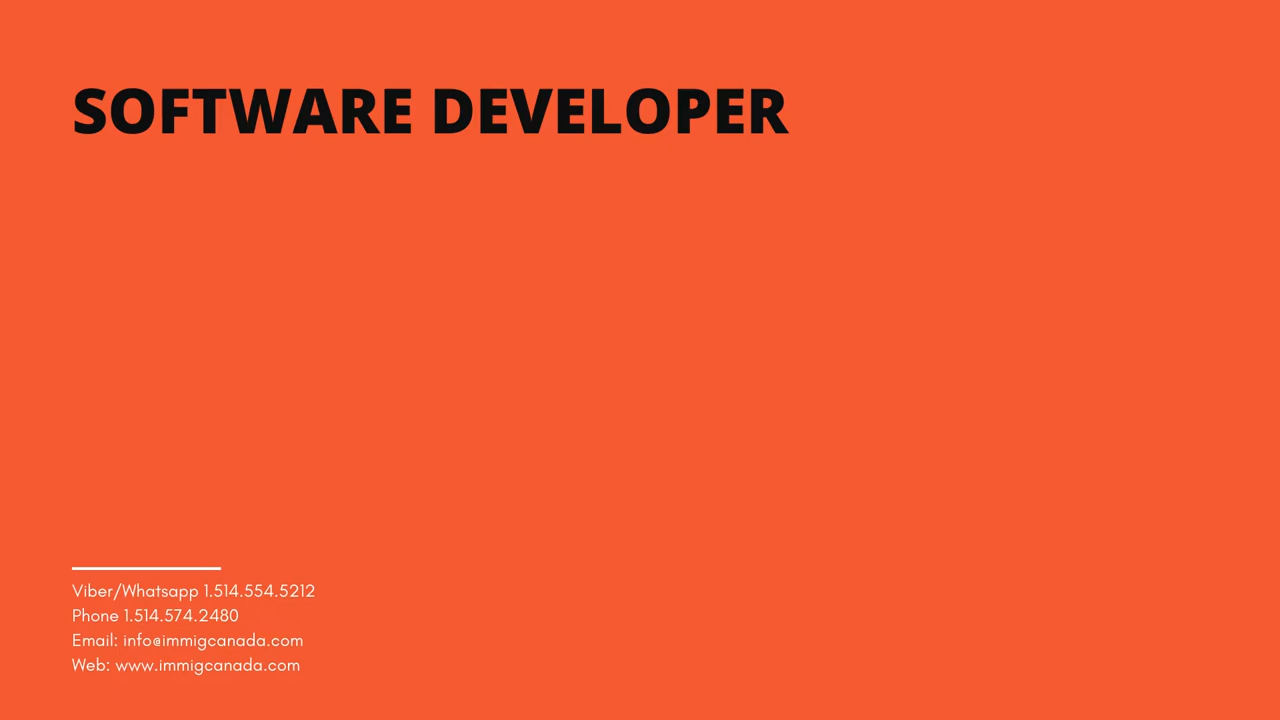 SOFTWARE DEVELOPER
Viber/Whatsapp 1.514.554.5212
Phone 1.514.574.2480
Email: info@immigcanada.com
Web: www.immigcanada.com